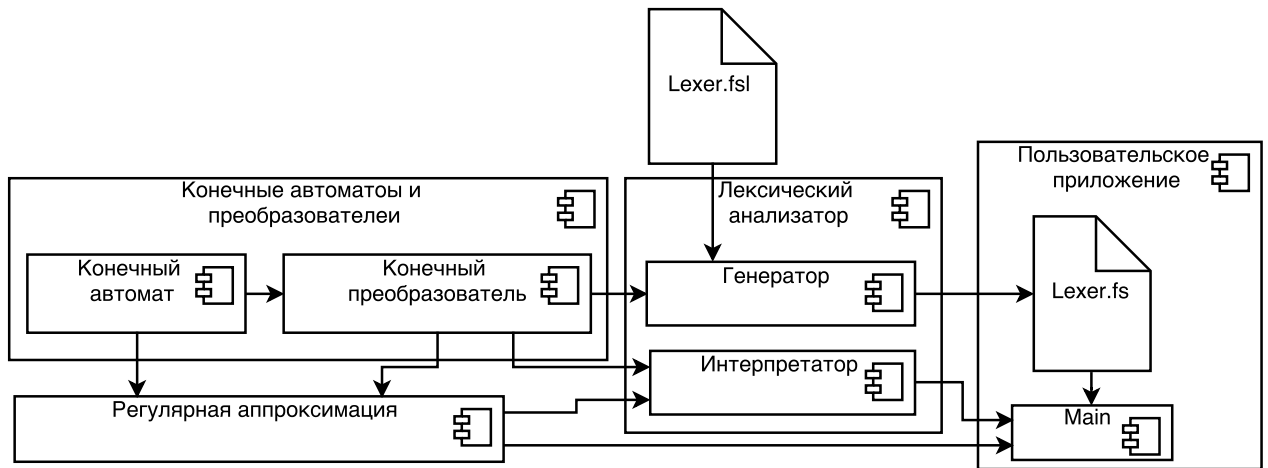 Lexer.fsl
Пользовательское
приложение
Конечные автоматоы и
преобразователеи
Лексический
анализатор
Конечный
автомат
Конечный
преобразователь
Генератор
Lexer.fs
Интерпретатор
Регулярная аппроксимация
Main